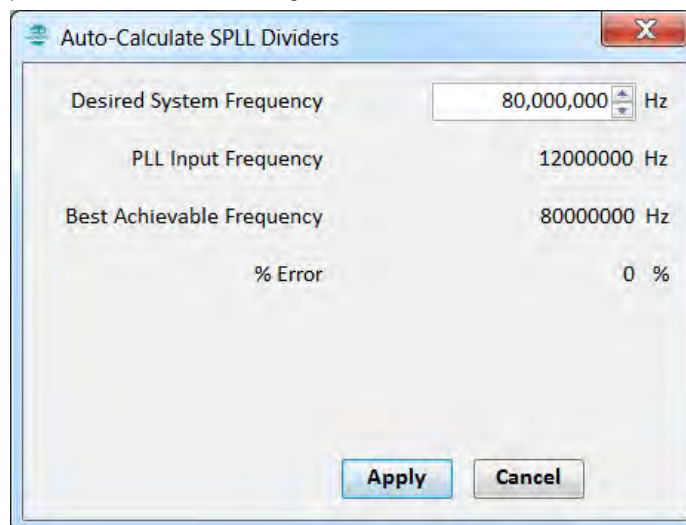 Auto-Calculate SPLL Dividers
Desired System Frequency 80,000,000 Hz
PLL Input Frequency 12000000 Hz
Best Achievable Frequency 80000000 Hz
% Error 0 %
Apply Cancel